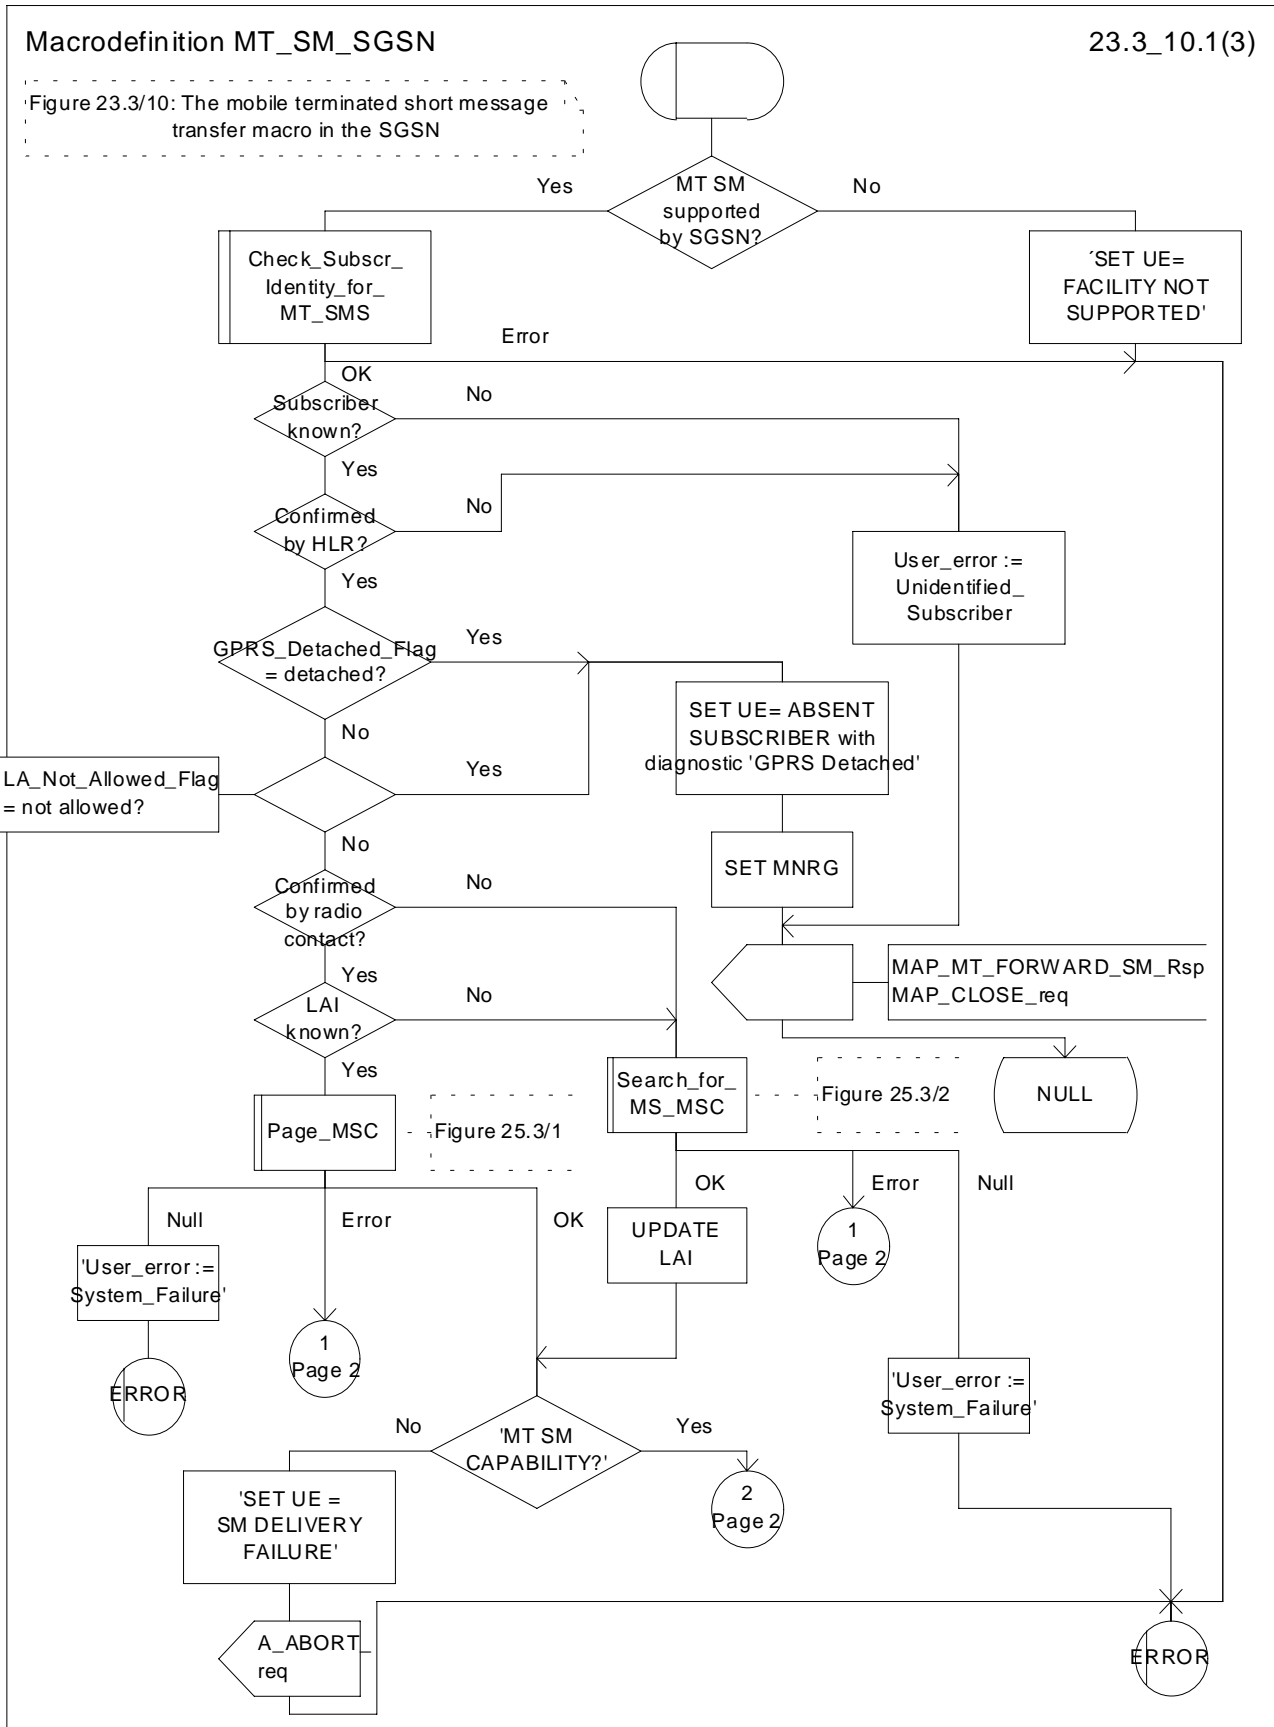 Macrodefinition MT_SM_SGSN
23.3_10.1(3)
Figure 23.3/10: The mobile terminated short message
transfer macro in the SGSN
Yes
MT SM
supported
by SGSN?
No
Check_Subscr_
Identity_for_
MT_SMS
´SET UE=
FACILITY NOT
SUPPORTED'
Error
OK
Subscriber
known?
No
Yes
Confirmed
by HLR?
No
User_error :=
Unidentified_
Subscriber
Yes
GPRS_Detached_Flag
= detached?
Yes
SET UE= ABSENT
SUBSCRIBER with
diagnostic 'GPRS Detached'
No
LA_Not_Allowed_Flag
= not allowed?
Yes
No
SET MNRG
Confirmed
by radio
contact?
No
Yes
MAP_MT_FORWARD_SM_Rsp
MAP_CLOSE_req
LAI
known?
No
Yes
Search_for_
MS_MSC
Figure 25.3/2
NULL
Page_MSC
Figure 25.3/1
OK
Error
Null
Null
Error
OK
UPDATE
LAI
1
Page 2
'User_error :=
System_Failure'
1
Page 2
ERROR
'User_error :=
System_Failure'
No
'MT SM
CAPABILITY?'
Yes
2
Page 2
'SET UE =
SM DELIVERY
FAILURE'
A_ABORT_
req
ERROR